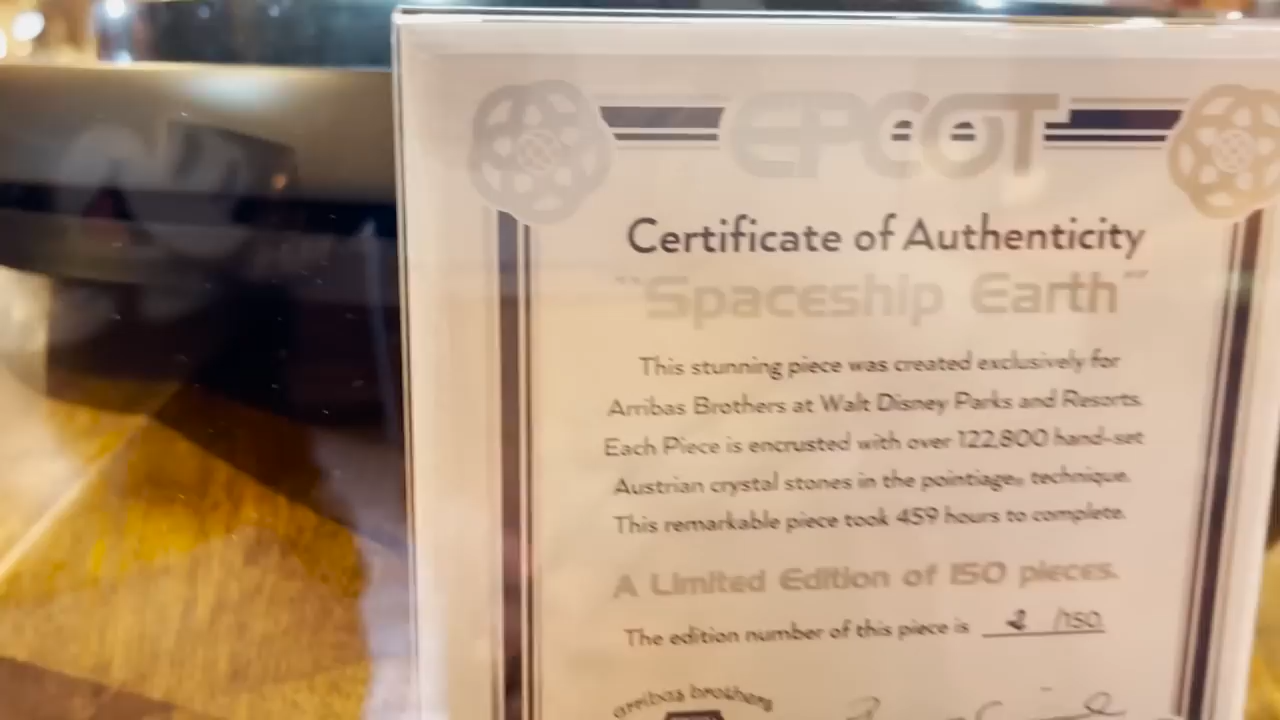 EPCOT
Certificate of Authenticity
"Spaceship Earth"
This stunning piece was created exclusively for
Arribas Brothers at Walt Disney Parks and Resorts.
Each Piece is encrusted with over 122,800 hand-set
Austrian crystal stones in the pointiage® technique.
This remarkable piece took 459 hours to complete.
A Limited Edition of 150 pieces.
The edition number of this piece is /150
arribas brothers